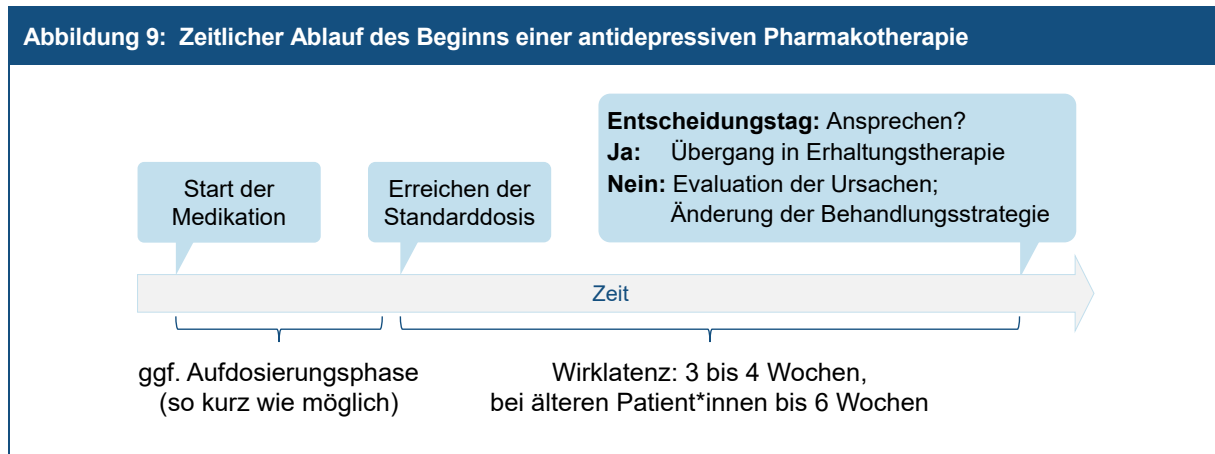 Abbildung 9: Zeitlicher Ablauf des Beginns einer antidepressiven Pharmakotherapie
Start der
Medikation
Erreichen der
Standarddosis
Entscheidungstag: Ansprechen?
Ja: Übergang in Erhaltungstherapie
Nein: Evaluation der Ursachen;
Änderung der Behandlungsstrategie
Zeit
ggf. Aufdosierungsphase
(so kurz wie möglich)
Wirklatenz: 3 bis 4 Wochen,
bei älteren Patient*innen bis 6 Wochen